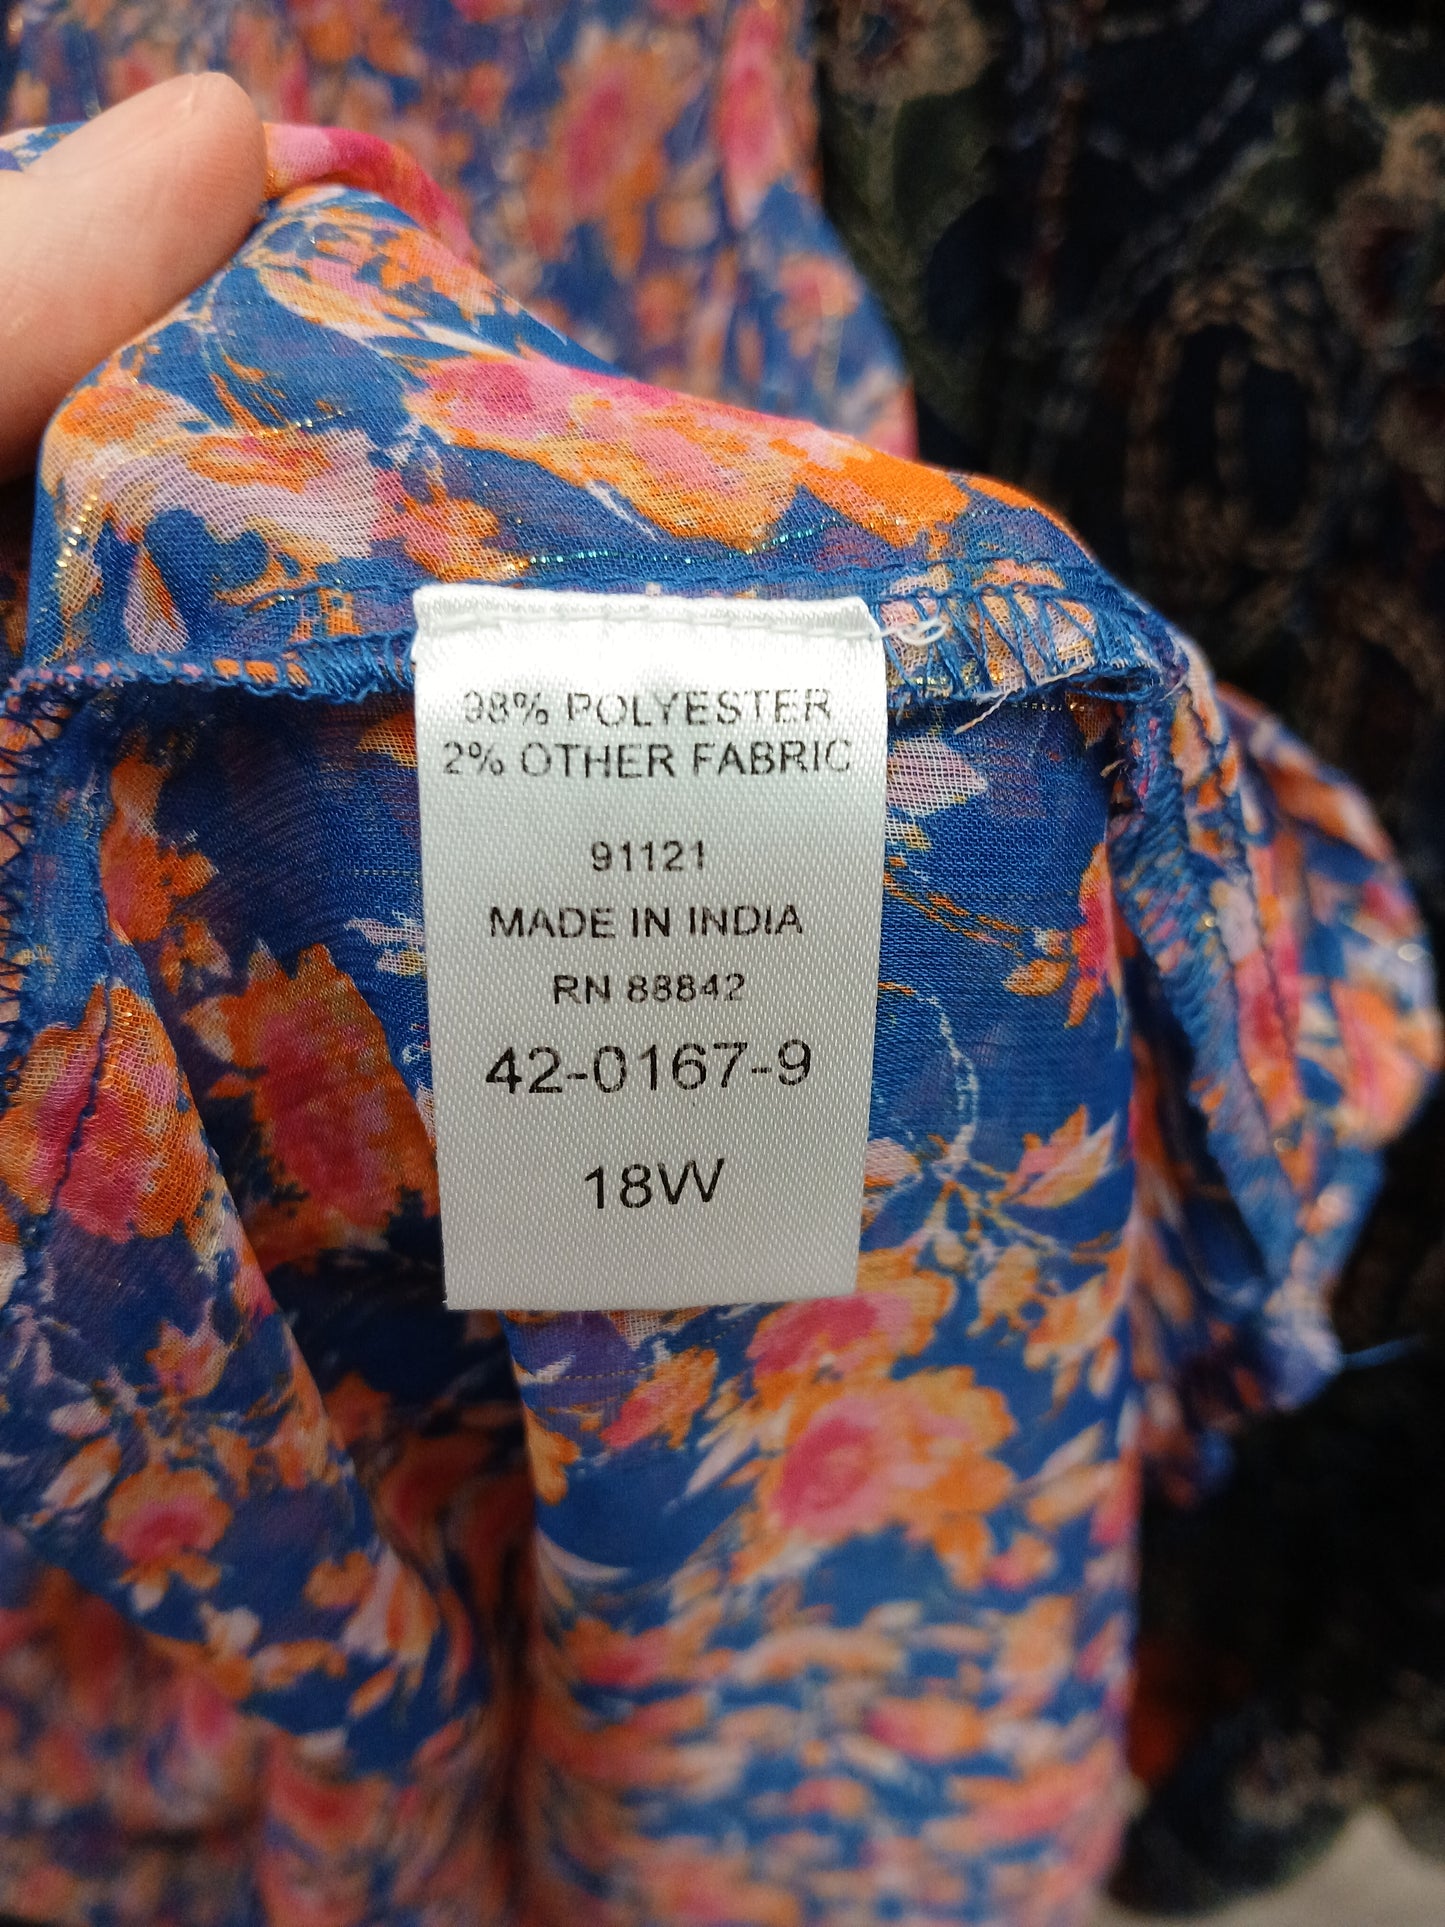 98% POLYESTER
2% OTHER FABRIC
91121
MADE IN INDIA
RN 88842
42-0167-9
18W